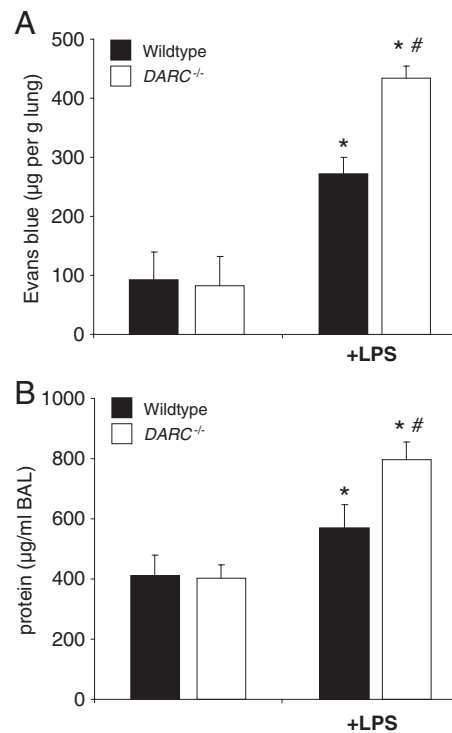 A
500
400
300
200
100
0
Evans blue (µg per g lung)
Wildtype
DARC-/-
*
* #
+LPS
B
1000
800
600
400
200
0
protein (µg/ml BAL)
Wildtype
DARC-/-
*
* #
+LPS